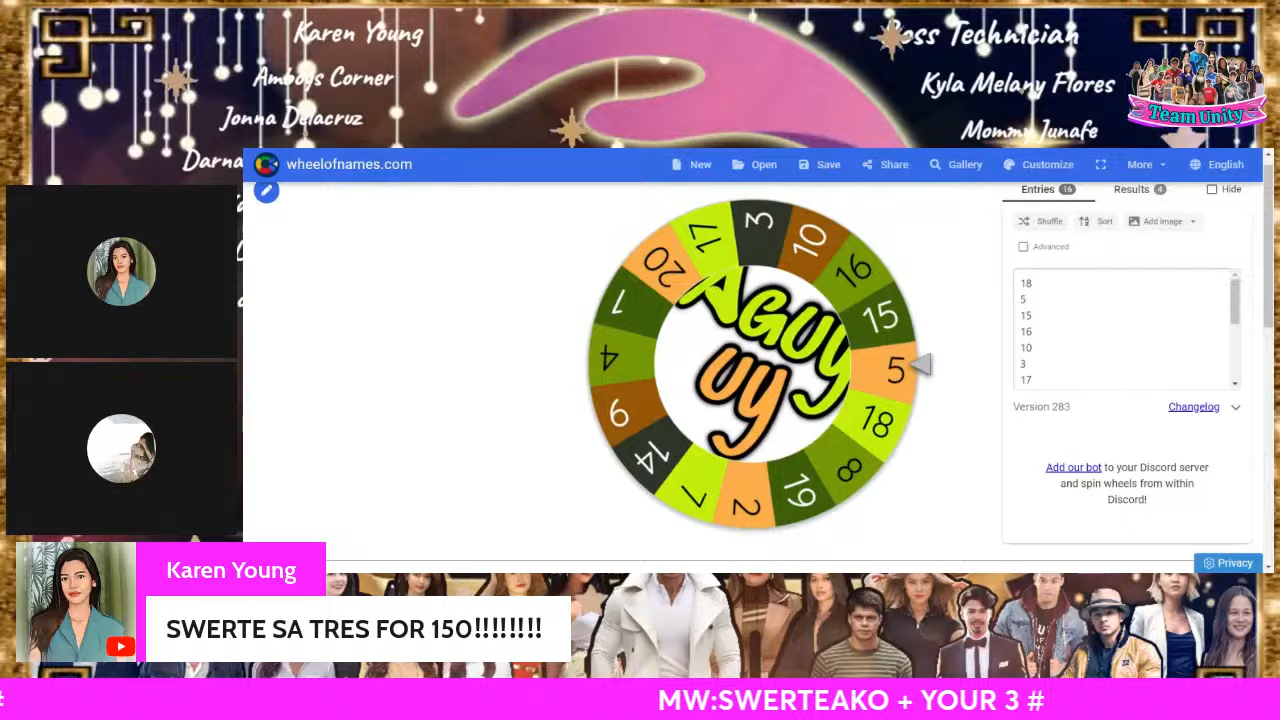 Karen Young
Amboys Corner
Jonna Delacruz
Darna
oss Technician
Kyla Melany Flores
Mommy Junafe
Team Unity
wheelofnames.com
New
Open
Save
Share
Gallery
Customize
More
English
Entries 16
Results 4
Hide
Shuffle
Sort
Add image
Advanced
18
5
15
16
10
3
17
Version 283
Changelog
Add our bot to your Discord server
and spin wheels from within
Discord!
Privacy
3
10
16
15
5
18
8
19
2
7
14
9
4
1
20
17
AGUY
UY
Karen Young
SWERTE SA TRES FOR 150!!!!!!!!
#
MW:SWERTEAKO + YOUR 3 #